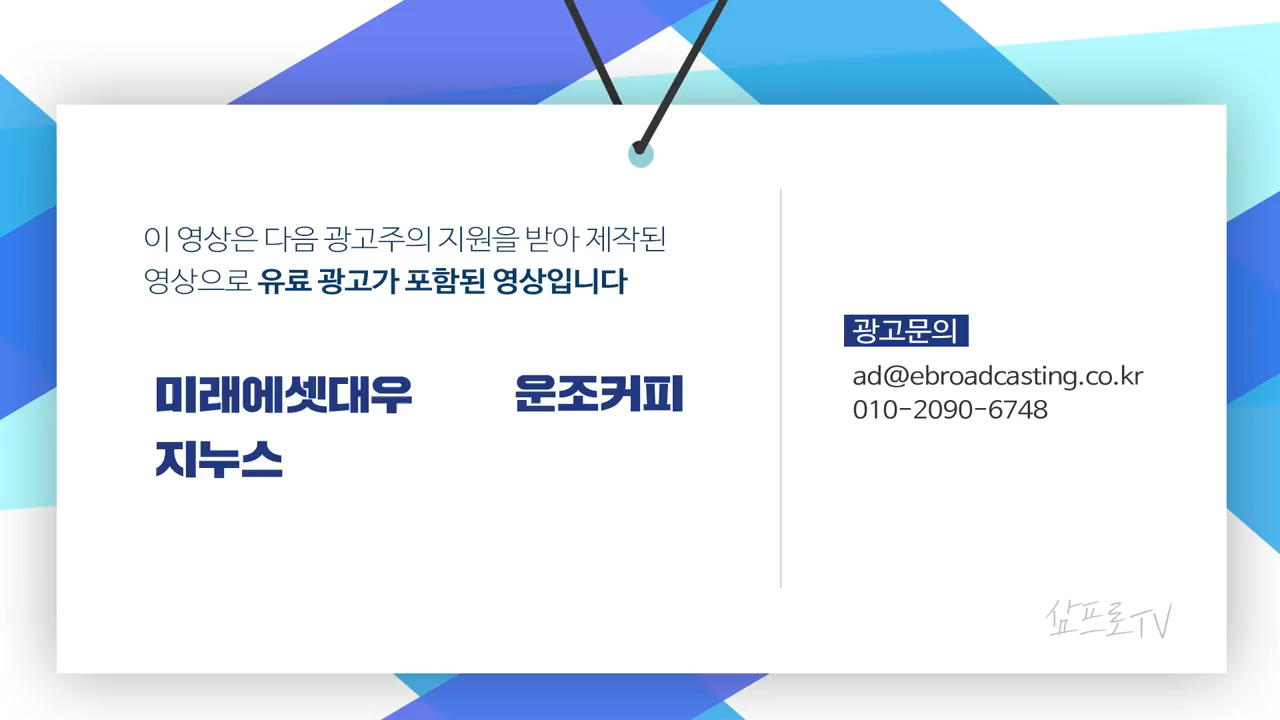 이 영상은 다음 광고주의 지원을 받아 제작된
영상으로 유료 광고가 포함된 영상입니다
미래에셋대우 운조커피
지누스
광고문의
ad@ebroadcasting.co.kr
010-2090-6748
삼프로TV